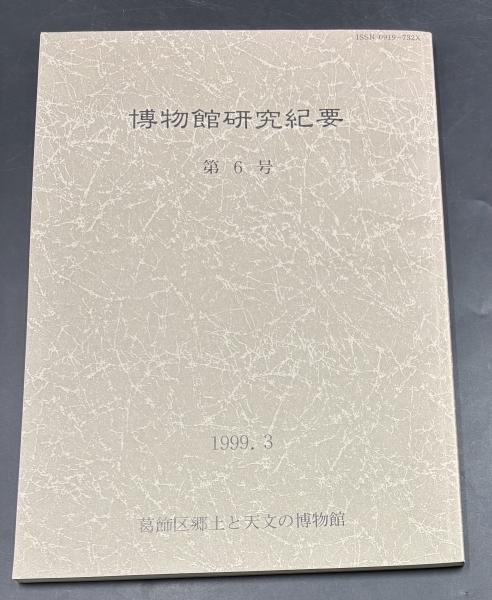 ISSN 0919-732X
博物館研究紀要
第 6 号
1999. 3
葛飾区郷土と天文の博物館